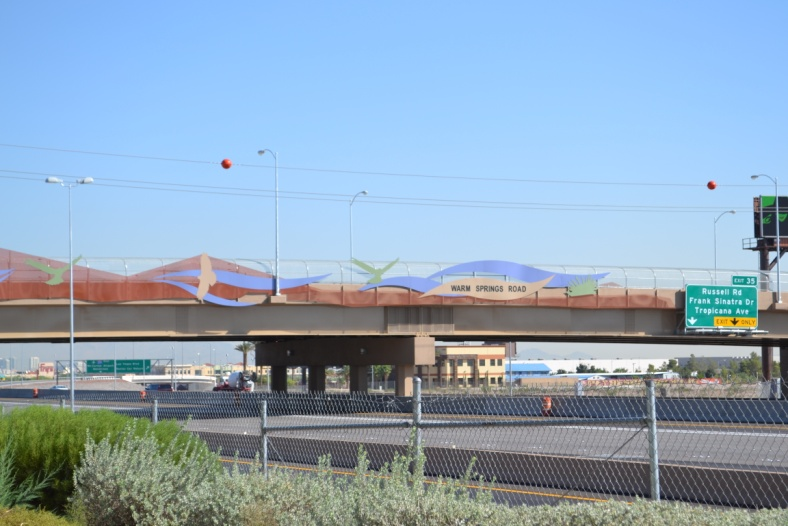 WARM SPRINGS ROAD
EXIT 35
Russell Rd
Frank Sinatra Dr
Tropicana Ave
EXIT ONLY